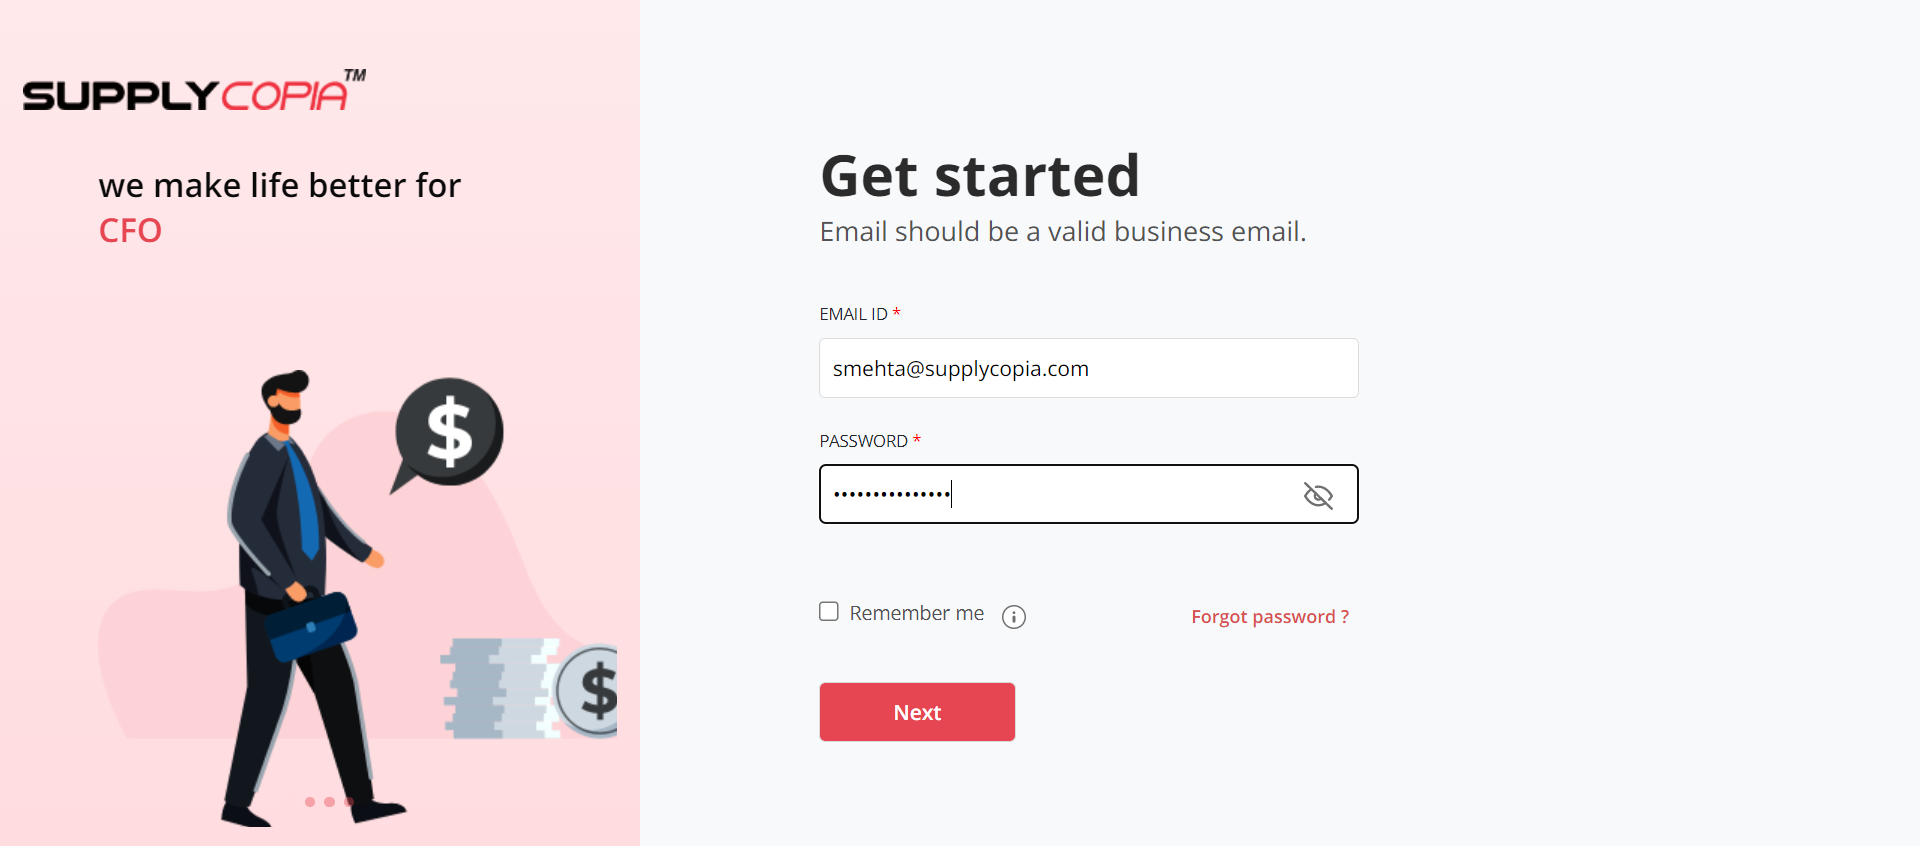 SUPPLYCOPIA™
we make life better for
CFO
$
$
Get started
Email should be a valid business email.
EMAIL ID *
smehta@supplycopia.com
PASSWORD *
•••••••••••••••
Remember me
Forgot password ?
Next